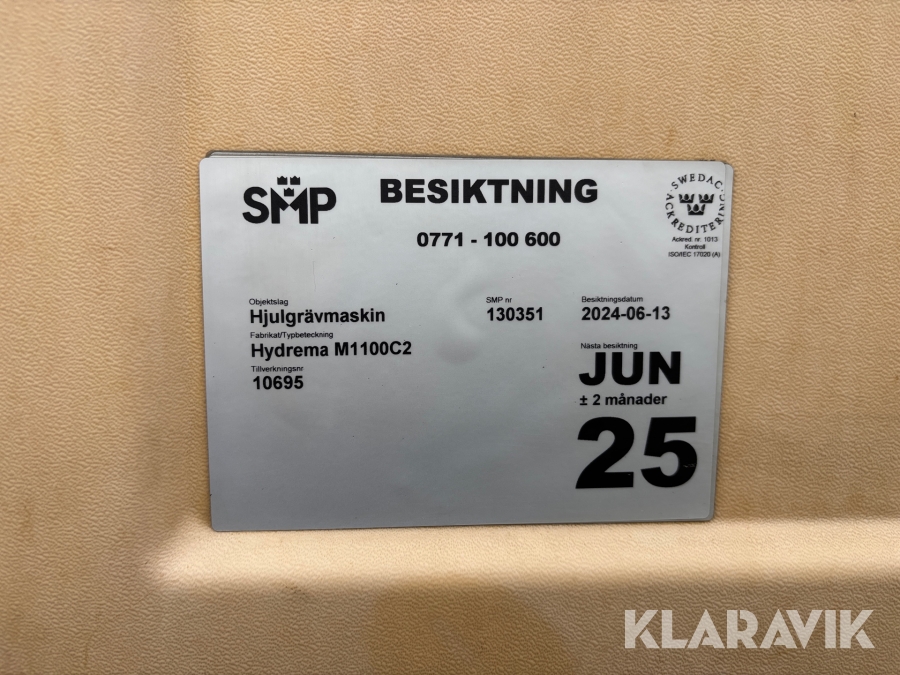 SMP
BESIKTNING
0771 - 100 600
SWEDAC
ACKREDITERING
Ackred. nr. 1013
Kontroll
ISO/IEC 17020 (A)
Objektslag
Hjulgrävmaskin
SMP nr
130351
Besiktningsdatum
2024-06-13
Fabrikat/Typbeteckning
Hydrema M1100C2
Tillverkningsnr
10695
Nästa besiktning
JUN
± 2 månader
25
KLARAVIK